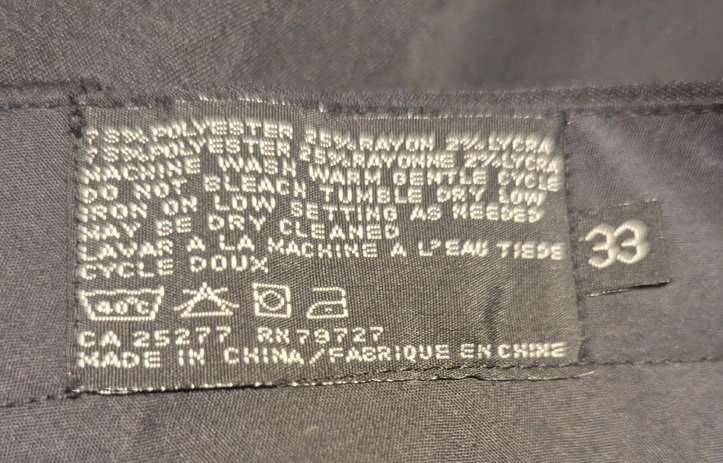 73% POLYESTER 25% RAYON 2% LYCRA
73% POLYESTER 25% RAYONNE 2% LYCRA
MACHINE WASH WARM GENTLE CYCLE
DO NOT BLEACH TUMBLE DRY LOW
IRON ON LOW SETTING AS NEEDED
MAY BE DRY CLEANED
LAVAR A LA MACHINE A L'EAU TIESE
CYCLE DOUX
40°C
CA 25277 RN 79727
MADE IN CHINA/FABRIQUE EN CHINE
33